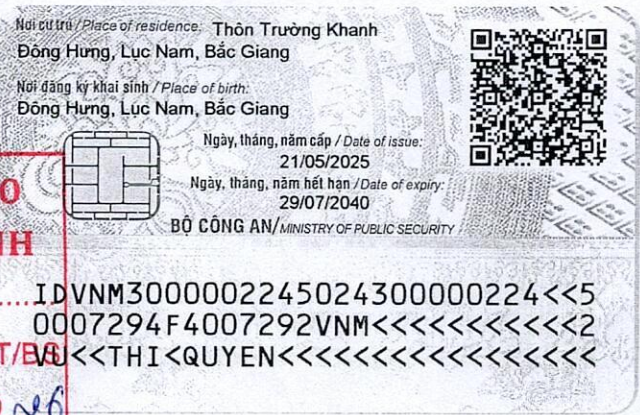 Nơi cư trú / Place of residence: Thôn Trường Khanh
Đông Hưng, Lục Nam, Bắc Giang
Nơi đăng ký khai sinh / Place of birth:
Đông Hưng, Lục Nam, Bắc Giang
Ngày, tháng, năm cấp / Date of issue:
21/05/2025
Ngày, tháng, năm hết hạn / Date of expiry:
29/07/2040
BỘ CÔNG AN/MINISTRY OF PUBLIC SECURITY
IDVNM3000002245024300000224<<5
0007294F4007292VNM<<<<<<<<<<<2
VU<<THI<QUYEN<<<<<<<<<<<<<<<<<